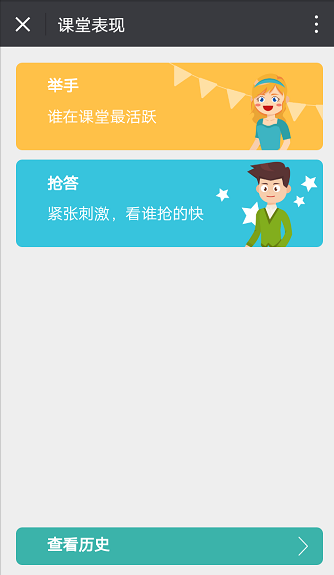 课堂表现
举手
谁在课堂最活跃
抢答
紧张刺激，看谁抢的快
查看历史